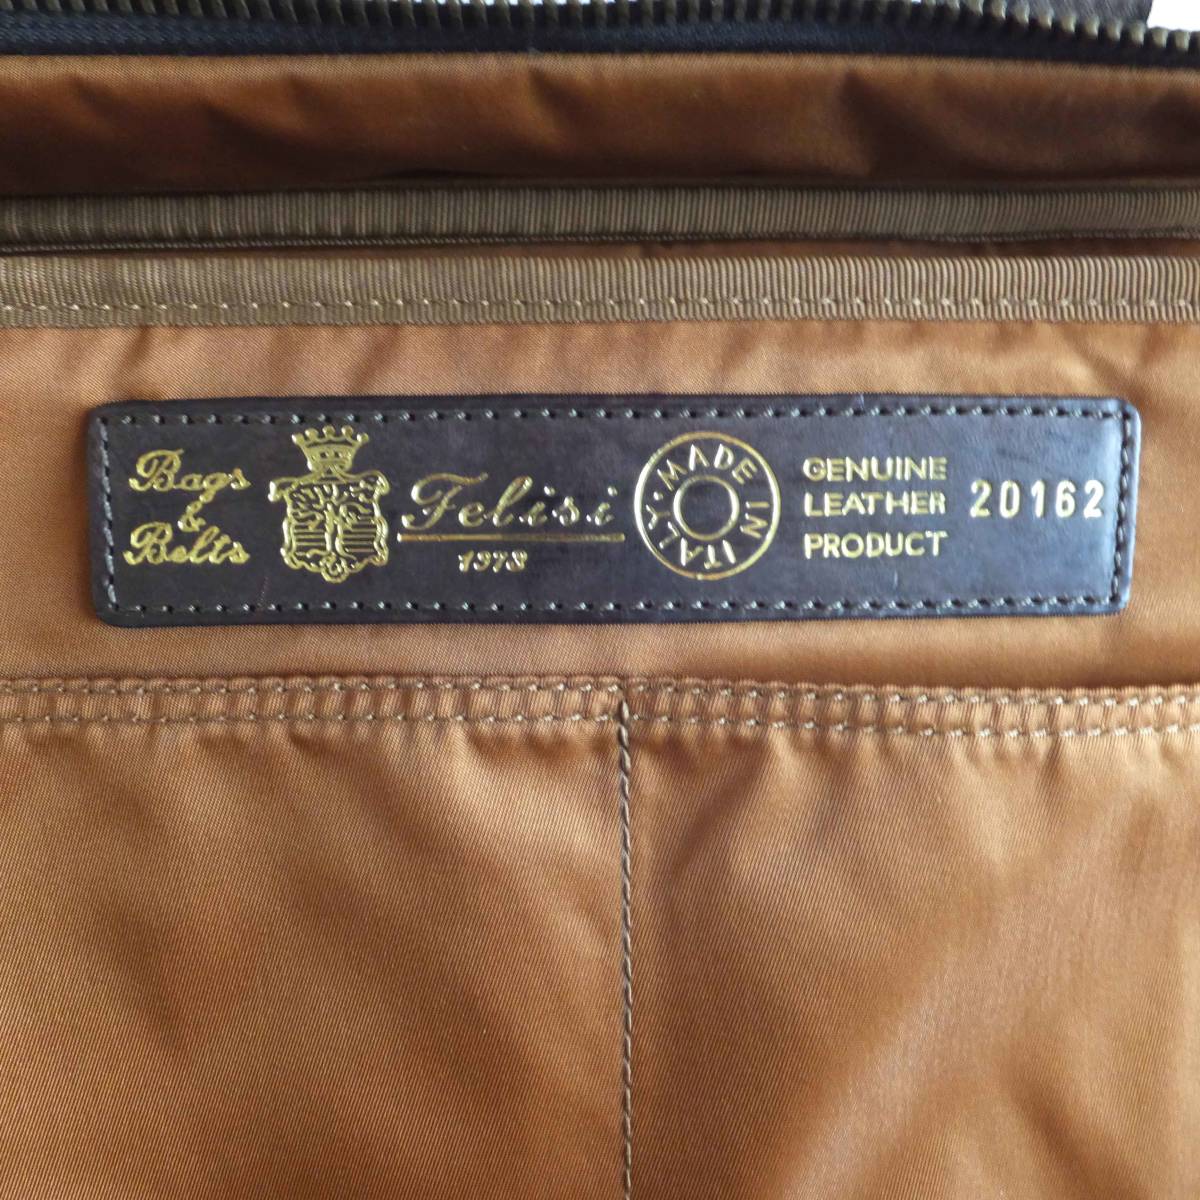 Bags
&
Belts
Felisi
1973
MADE IN ITALY
GENUINE
LEATHER
PRODUCT
20162